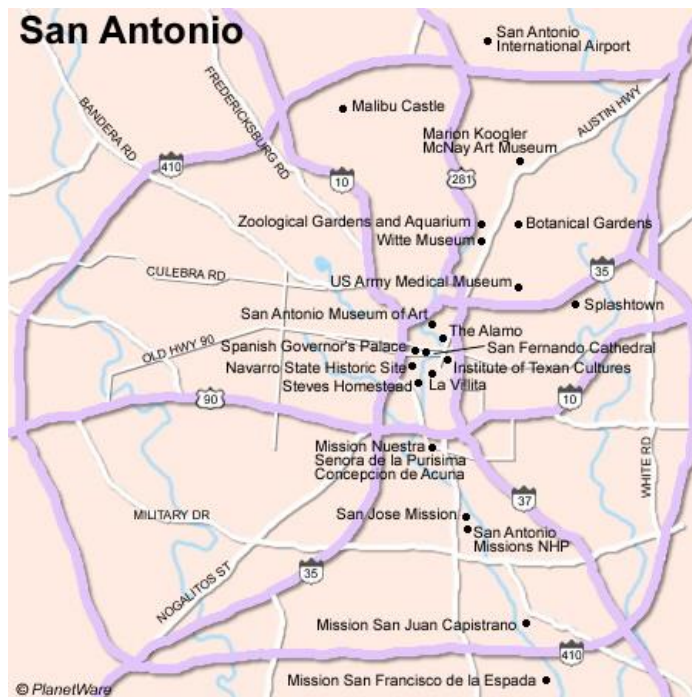 San Antonio
San Antonio
International Airport
FREDERICKSBURG RD
BANDERA RD
Malibu Castle
AUSTIN HWY
Marion Koogler
McNay Art Museum
410
10
281
Zoological Gardens and Aquarium
Botanical Gardens
Witte Museum
CULEBRA RD
35
US Army Medical Museum
Splashtown
San Antonio Museum of Art
The Alamo
OLD HWY 90
Spanish Governor's Palace
San Fernando Cathedral
Navarro State Historic Site
Institute of Texan Cultures
Steves Homestead
La Villita
90
10
Mission Nuestra
Senora de la Purisima
Concepcion de Acuna
WHITE RD
37
MILITARY DR
San Jose Mission
San Antonio
Missions NHP
35
NOGALITOS ST
Mission San Juan Capistrano
410
Mission San Francisco de la Espada
© PlanetWare